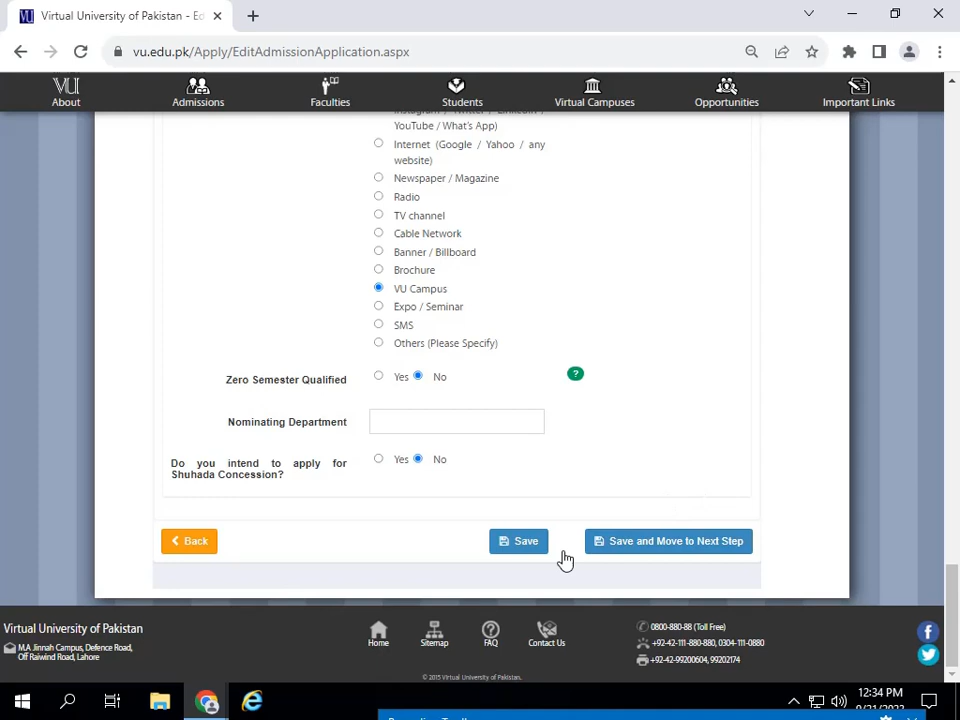 Virtual University of Pakistan - Ed
vu.edu.pk/Apply/EditAdmissionApplication.aspx
VU
About
Admissions
Faculties
Students
Virtual Campuses
Opportunities
Important Links
YouTube / What's App)
Internet (Google / Yahoo / any
website)
Newspaper / Magazine
Radio
TV channel
Cable Network
Banner / Billboard
Brochure
VU Campus
Expo / Seminar
SMS
Others (Please Specify)
Zero Semester Qualified
Yes
No
?
Nominating Department
Do you intend to apply for
Shuhada Concession?
Yes
No
Back
Save
Save and Move to Next Step
Virtual University of Pakistan
M.A Jinnah Campus, Defence Road,
Off Raiwind Road, Lahore
Home
Sitemap
FAQ
Contact Us
0800-880-88 (Toll Free)
+92-42-111-880-880, 0304-111-0880
+92-42-99200604, 99202174
© 2015 Virtual University of Pakistan.
12:34 PM